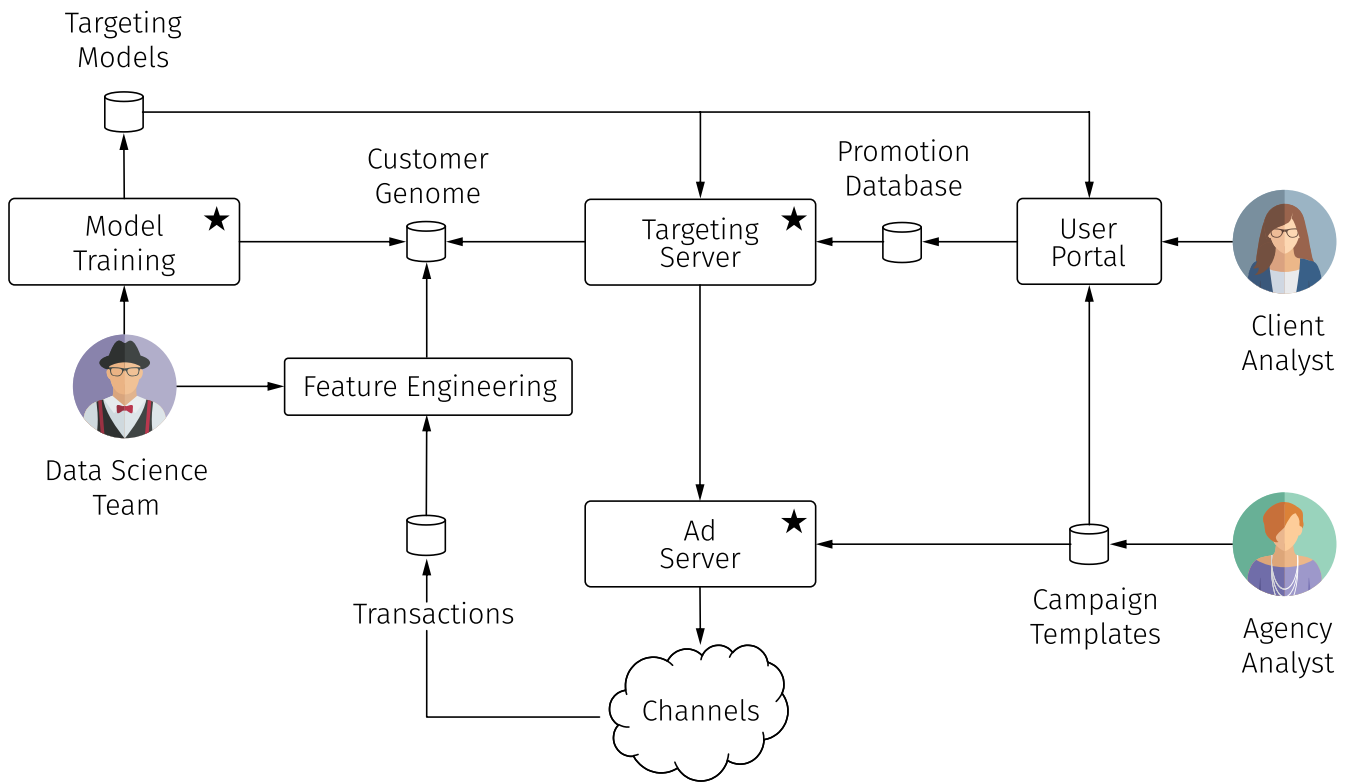 Targeting
Models
Customer
Genome
Promotion
Database
Model
Training
Targeting
Server
User
Portal
Client
Analyst
Feature Engineering
Data Science
Team
Ad
Server
Transactions
Campaign
Templates
Agency
Analyst
Channels